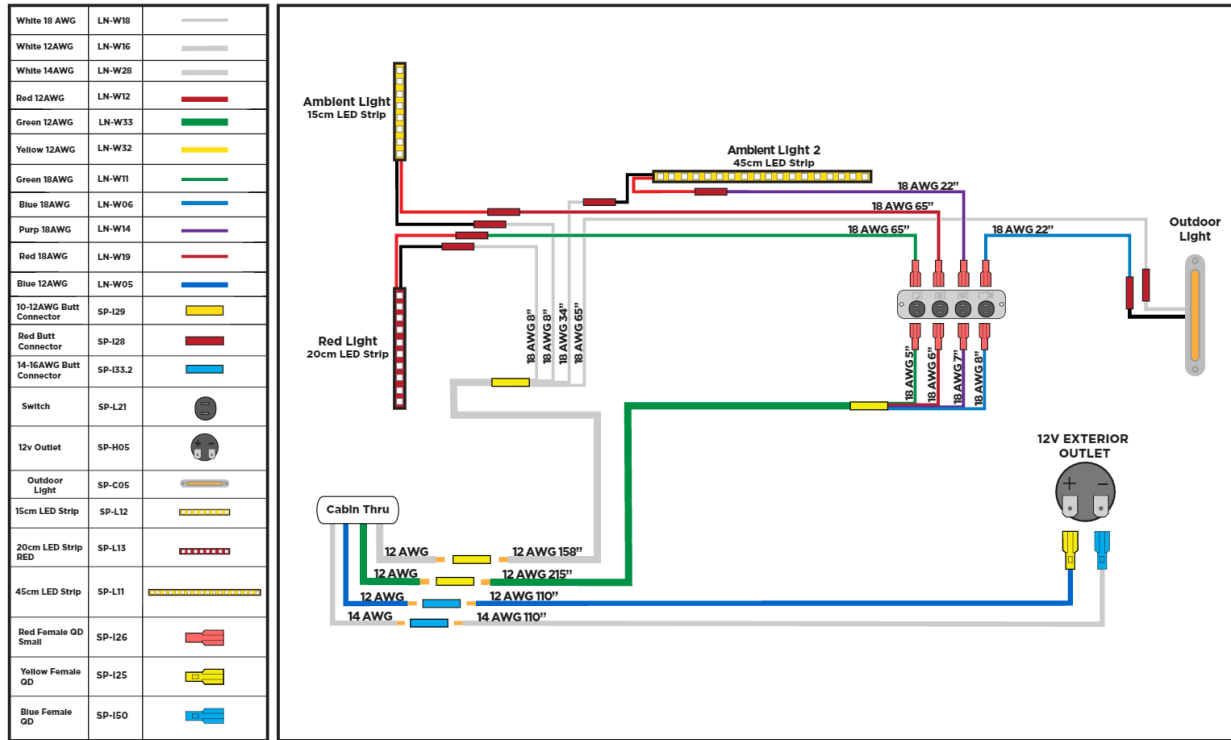 White 18 AWG LN-W18
White 12AWG LN-W16
White 14AWG LN-W28
Red 12AWG LN-W12
Green 12AWG LN-W33
Yellow 12AWG LN-W32
Green 18AWG LN-W11
Blue 18AWG LN-W06
Purp 18AWG LN-W14
Red 18AWG LN-W19
Blue 12AWG LN-W05
10-12AWG Butt
Connector SP-I29
Red Butt
Connector SP-I28
14-16AWG Butt
Connector SP-I33.2
Switch SP-L21
12v Outlet SP-H05
+ −
Outdoor
Light SP-C05
15cm LED Strip SP-L12
20cm LED Strip
RED SP-L13
45cm LED Strip SP-L11
Red Female QD
Small SP-I26
Yellow Female
QD SP-I25
Blue Female
QD SP-I50
Ambient Light
15cm LED Strip
Ambient Light 2
45cm LED Strip
18 AWG 22”
18 AWG 65”
18 AWG 65”
18 AWG 22”
Outdoor
Light
Red Light
20cm LED Strip
18 AWG 8”
18 AWG 8”
18 AWG 34”
18 AWG 65”
18 AWG 5”
18 AWG 6”
18 AWG 7”
18 AWG 8”
12V EXTERIOR
OUTLET
+ −
Cabin Thru
12 AWG 12 AWG 158”
12 AWG 12 AWG 215”
12 AWG 12 AWG 110”
14 AWG 14 AWG 110”